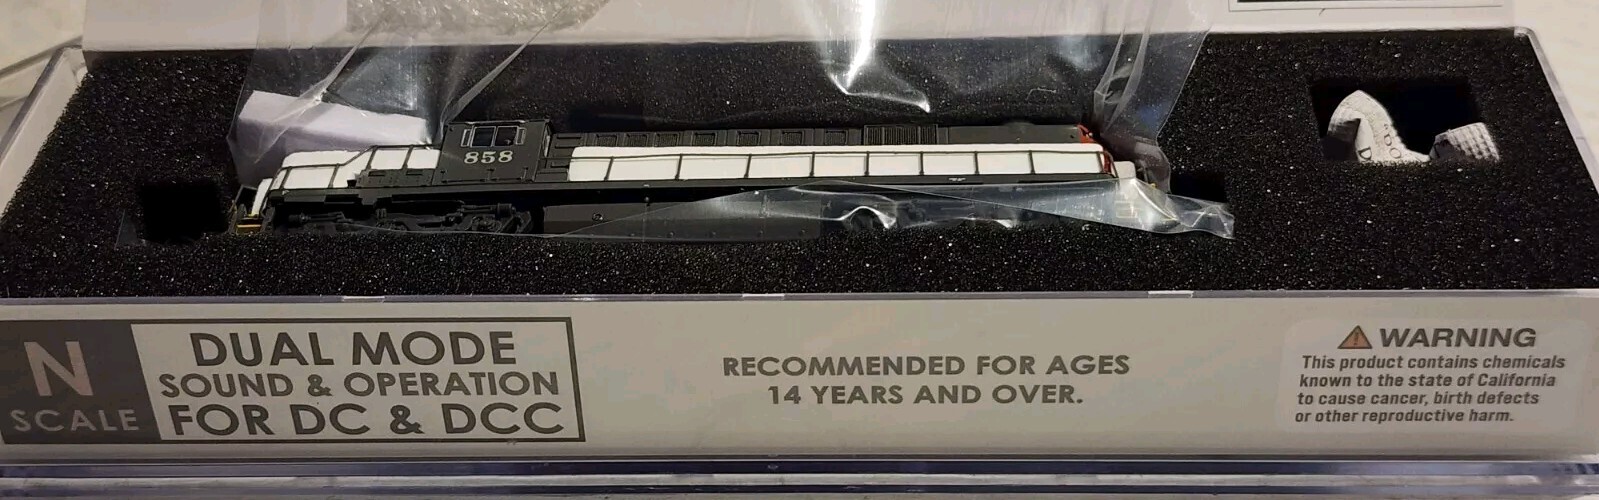 858
N
SCALE
DUAL MODE
SOUND & OPERATION
FOR DC & DCC
RECOMMENDED FOR AGES
14 YEARS AND OVER.
WARNING
This product contains chemicals
known to the state of California
to cause cancer, birth defects
or other reproductive harm.